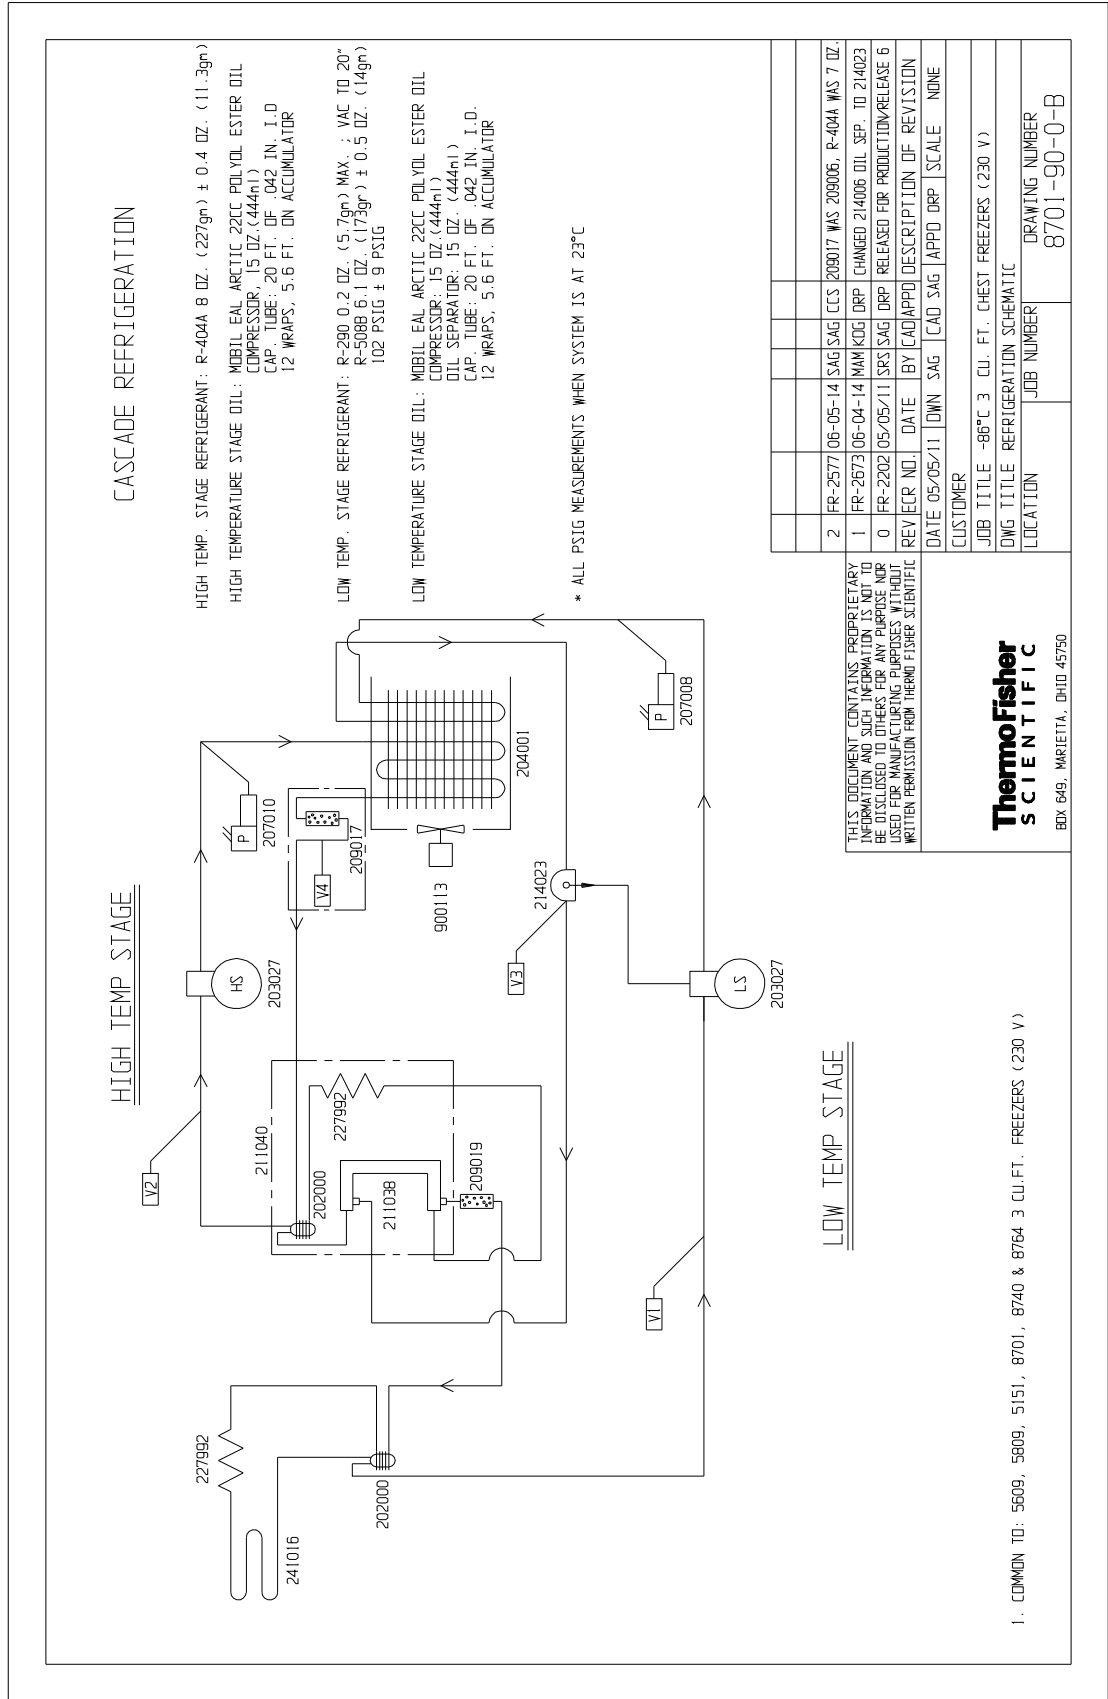 CASCADE REFRIGERATION
HIGH TEMP. STAGE REFRIGERANT: R-404A 8 OZ. (227gm) ± 0.4 OZ. (11.3gm)
HIGH TEMPERATURE STAGE OIL: MOBIL EAL ARCTIC 22CC POLYOL ESTER OIL
COMPRESSOR, 15 OZ.(444ml)
CAP. TUBE: 20 FT. OF .042 IN. I.D
12 WRAPS, 5.6 FT. ON ACCUMULATOR
LOW TEMP. STAGE REFRIGERANT: R-290 0.2 OZ. (5.7gm) MAX. ; VAC TO 20"
R-508B 6.1 OZ. (173gr) ± 0.5 OZ. (14gm)
102 PSIG ± 9 PSIG
LOW TEMPERATURE STAGE OIL: MOBIL EAL ARCTIC 22CC POLYOL ESTER OIL
COMPRESSOR: 15 OZ.(444ml)
OIL SEPARATOR: 15 OZ. (444ml)
CAP. TUBE: 20 FT. OF .042 IN. I.D.
12 WRAPS, 5.6 FT. ON ACCUMULATOR
* ALL PSIG MEASUREMENTS WHEN SYSTEM IS AT 23°C
HIGH TEMP STAGE
V2
HS
203027
P
207010
211040
202000
227992
V4
209017
900113
204001
211038
209019
227992
241016
202000
V3
214023
P
207008
V1
LS
203027
LOW TEMP STAGE
1. COMMON TO: 5609, 5809, 5151, 8701, 8740 & 8764 3 CU.FT. FREEZERS (230 V)
THIS DOCUMENT CONTAINS PROPRIETARY
INFORMATION AND SUCH INFORMATION IS NOT TO
BE DISCLOSED TO OTHERS FOR ANY PURPOSE NOR
USED FOR MANUFACTURING PURPOSES WITHOUT
WRITTEN PERMISSION FROM THERMO FISHER SCIENTIFIC
ThermoFisher
SCIENTIFIC
BOX 649, MARIETTA, OHIO 45750
2 FR-2577 06-05-14 SAG SAG CCS 209017 WAS 209006, R-404A WAS 7 OZ.
1 FR-2673 06-04-14 MAM KDG DRP CHANGED 214006 OIL SEP. TO 214023
0 FR-2202 05/05/11 SRS SAG DRP RELEASED FOR PRODUCTION/RELEASE 6
REV ECR NO. DATE BY CAD APPD DESCRIPTION OF REVISION
DATE 05/05/11 DWN SAG CAD SAG APPD DRP SCALE NONE
CUSTOMER
JOB TITLE -86°C 3 CU. FT. CHEST FREEZERS (230 V)
DWG TITLE REFRIGERATION SCHEMATIC
LOCATION JOB NUMBER DRAWING NUMBER
8701-90-0-B